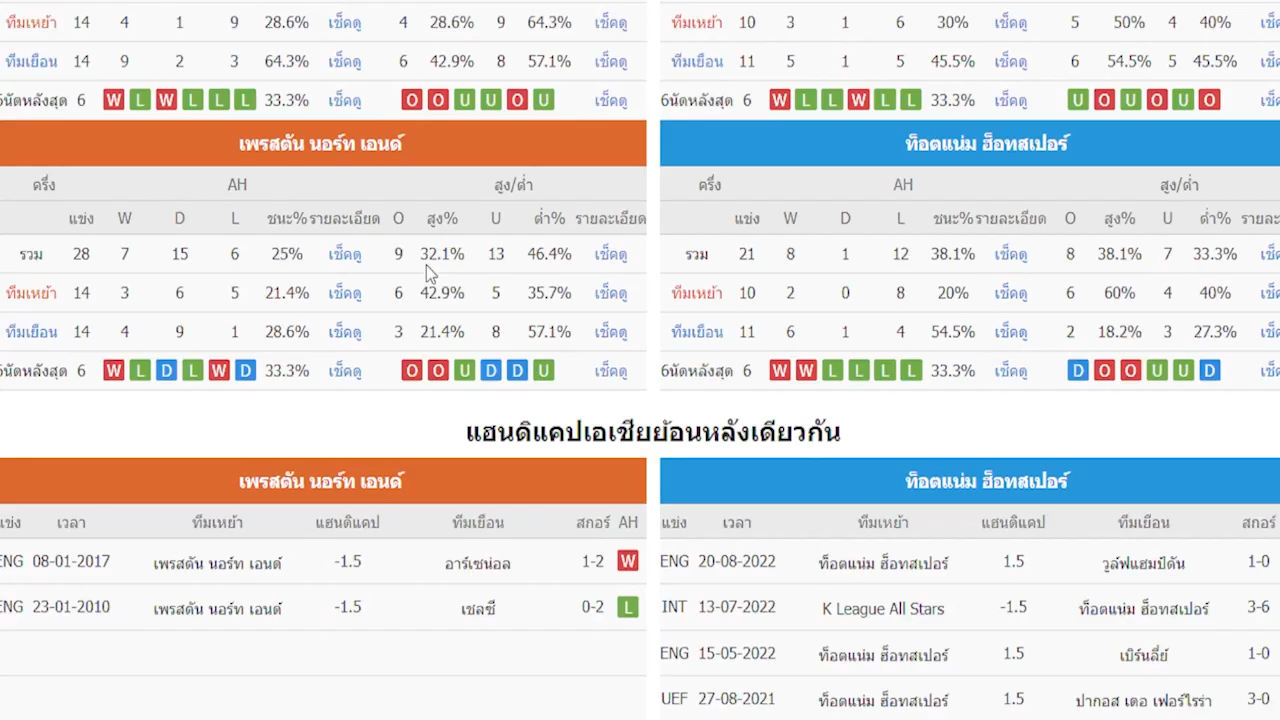 ทีมเหย้า 14 4 1 9 28.6% เช็คดู 4 28.6% 9 64.3% เช็คดู
ทีมเยือน 14 9 2 3 64.3% เช็คดู 6 42.9% 8 57.1% เช็คดู
6นัดหลังสุด 6 W L W L L L 33.3% เช็คดู O O U U O U เช็คดู
เพรสตัน นอร์ท เอนด์
ครึ่ง AH สูง/ต่ำ
แข่ง W D L ชนะ% รายละเอียด O สูง% U ต่ำ% รายละเอียด
รวม 28 7 15 6 25% เช็คดู 9 32.1% 13 46.4% เช็คดู
ทีมเหย้า 14 3 6 5 21.4% เช็คดู 6 42.9% 5 35.7% เช็คดู
ทีมเยือน 14 4 9 1 28.6% เช็คดู 3 21.4% 8 57.1% เช็คดู
6นัดหลังสุด 6 W L D L W D 33.3% เช็คดู O O U D D U เช็คดู
ทีมเหย้า 10 3 1 6 30% เช็คดู 5 50% 4 40%
ทีมเยือน 11 5 1 5 45.5% เช็คดู 6 54.5% 5 45.5%
6นัดหลังสุด 6 W L L W L L 33.3% เช็คดู U O U O U O
ท็อตแน่ม ฮ็อทสเปอร์
ครึ่ง AH สูง/ต่ำ
แข่ง W D L ชนะ% รายละเอียด O สูง% U ต่ำ%
รวม 21 8 1 12 38.1% เช็คดู 8 38.1% 7 33.3%
ทีมเหย้า 10 2 0 8 20% เช็คดู 6 60% 4 40%
ทีมเยือน 11 6 1 4 54.5% เช็คดู 2 18.2% 3 27.3%
6นัดหลังสุด 6 W W L L L L 33.3% เช็คดู D O O U U D
แฮนดิแคปเอเชียย้อนหลังเดียวกัน
เพรสตัน นอร์ท เอนด์
แข่ง เวลา ทีมเหย้า แฮนดิแคป ทีมเยือน สกอร์ AH
ENG 08-01-2017 เพรสตัน นอร์ท เอนด์ -1.5 อาร์เซน่อล 1-2 W
ENG 23-01-2010 เพรสตัน นอร์ท เอนด์ -1.5 เชลซี 0-2 L
ท็อตแน่ม ฮ็อทสเปอร์
แข่ง เวลา ทีมเหย้า แฮนดิแคป ทีมเยือน สกอร์
ENG 20-08-2022 ท็อตแน่ม ฮ็อทสเปอร์ 1.5 วูล์ฟแฮมป์ตัน 1-0
INT 13-07-2022 K League All Stars -1.5 ท็อตแน่ม ฮ็อทสเปอร์ 3-6
ENG 15-05-2022 ท็อตแน่ม ฮ็อทสเปอร์ 1.5 เบิร์นลี่ย์ 1-0
UEF 27-08-2021 ท็อตแน่ม ฮ็อทสเปอร์ 1.5 ปากอส เดอ เฟอร์ไรร่า 3-0